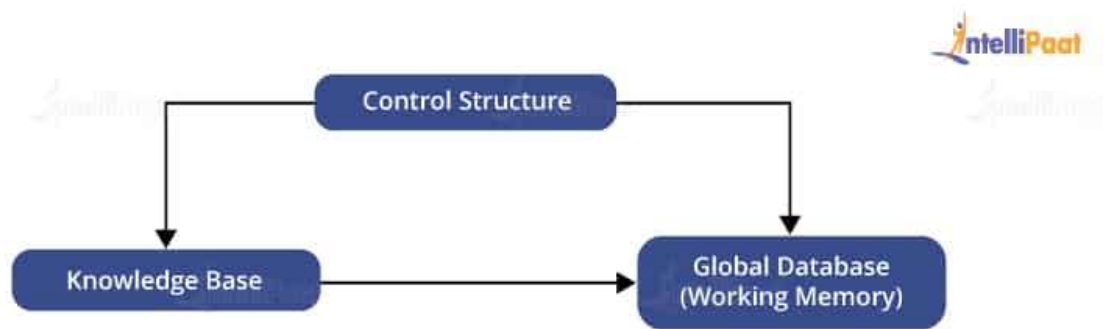 intelliPaat
Control Structure
Knowledge Base
Global Database
(Working Memory)